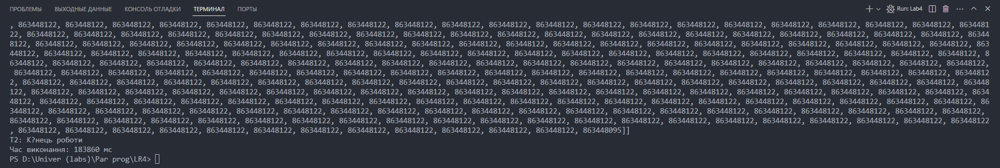 , 863448122, 863448122, 863448122, 863448122, 863448122, 863448122, 863448122, 863448122, 863448122, 863448122, 863448122, 863448122, 863448122, 863448122, 863448122, 863448122, 863448122, 863448122, 863448122, 863448122, 8634481
22, 863448122, 863448122, 863448122, 863448122, 863448122, 863448122, 863448122, 863448122, 863448122, 863448122, 863448122, 863448122, 863448122, 863448122, 863448122, 863448122, 863448122, 863448122, 863448122, 863448122, 86344
8122, 863448122, 863448122, 863448122, 863448122, 863448122, 863448122, 863448122, 863448122, 863448122, 863448122, 863448122, 863448122, 863448122, 863448122, 863448122, 863448122, 863448122, 863448122, 863448122, 863448122, 863
448122, 863448122, 863448122, 863448122, 863448122, 863448122, 863448122, 863448122, 863448122, 863448122, 863448122, 863448122, 863448122, 863448122, 863448122, 863448122, 863448122, 863448122, 863448122, 863448122, 863448122, 8
63448122, 863448122, 863448122, 863448122, 863448122, 863448122, 863448122, 863448122, 863448122, 863448122, 863448122, 863448122, 863448122, 863448122, 863448122, 863448122, 863448122, 863448122, 863448122, 863448122, 863448122,
 863448122, 863448122, 863448122, 863448122, 863448122, 863448122, 863448122, 863448122, 863448122, 863448122, 863448122, 863448122, 863448122, 863448122, 863448122, 863448122, 863448122, 863448122, 863448122, 863448122, 86344812
2, 863448122, 863448122, 863448122, 863448122, 863448122, 863448122, 863448122, 863448122, 863448122, 863448122, 863448122, 863448122, 863448122, 863448122, 863448122, 863448122, 863448122, 863448122, 863448122, 863448122, 863448
122, 863448122, 863448122, 863448122, 863448122, 863448122, 863448122, 863448122, 863448122, 863448122, 863448122, 863448122, 863448122, 863448122, 863448122, 863448122, 863448122, 863448122, 863448122, 863448122, 863448122, 8634
48122, 863448122, 863448122, 863448122, 863448122, 863448122, 863448122, 863448122, 863448122, 863448122, 863448122, 863448122, 863448122, 863448122, 863448122, 863448122, 863448122, 863448122, 863448122, 863448122, 863448122, 86
3448122, 863448122, 863448122, 863448122, 863448122, 863448122, 863448122, 863448122, 863448122, 863448122, 863448122, 863448122, 863448122, 863448122, 863448122, 863448122, 863448122, 863448122, 863448122, 863448122, 863448122,
863448122, 863448122, 863448122, 863448122, 863448122, 863448122, 863448122, 863448122, 863448122, 863448122, 863448122, 863448122, 863448122, 863448122, 863448122, 863448122, 863448122, 863448122, 863448122, 863448122, 863448122
, 863448122, 863448122, 863448122, 863448122, 863448122, 863448122, 863448122, 863448122, 863448122, 863448122, 863448122, 863448122, 863448095]]
T2: К?нець роботи
Час виконання: 183860 мс
PS D:\Univer (labs)\Par prog\LR4>
ПРОБЛЕМЫ ВЫХОДНЫЕ ДАННЫЕ КОНСОЛЬ ОТЛАДКИ ТЕРМИНАЛ ПОРТЫ Run: Lab4